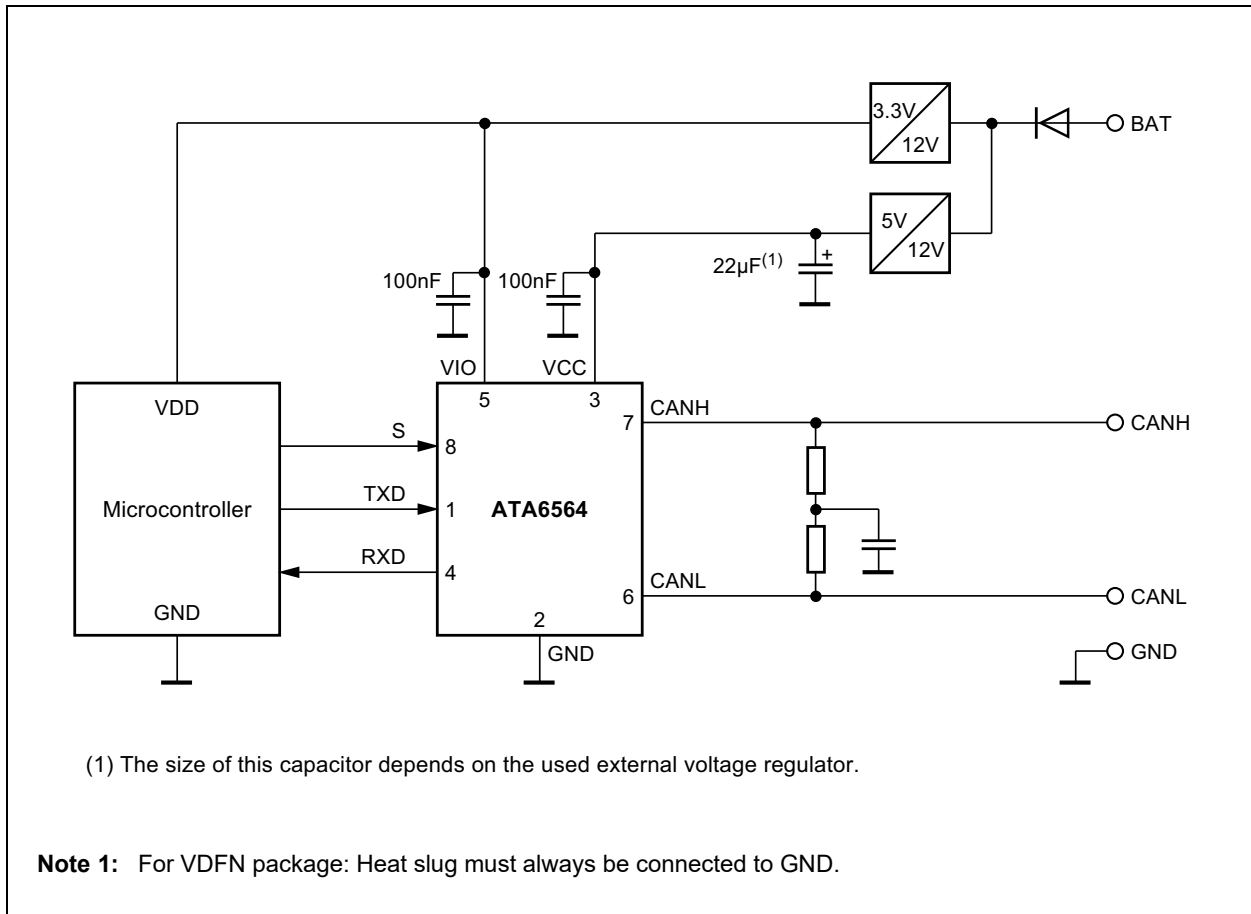 3.3V
12V
BAT
5V
12V
22µF(1)
+
100nF
100nF
VIO
VCC
5
3
VDD
7
CANH
CANH
S
8
TXD
1
Microcontroller
ATA6564
RXD
4
CANL
6
CANL
GND
2
GND
GND
(1) The size of this capacitor depends on the used external voltage regulator.
Note 1: For VDFN package: Heat slug must always be connected to GND.